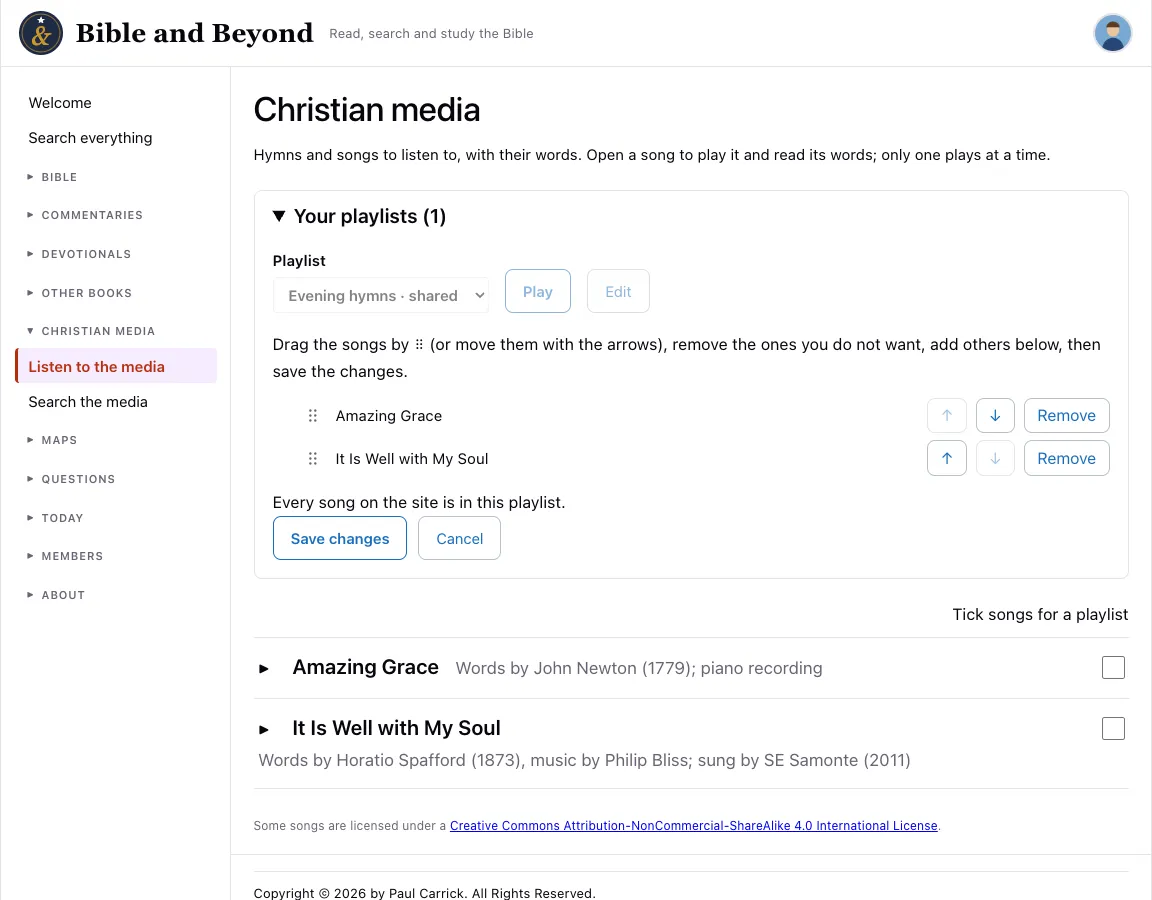 &
Bible and Beyond
Read, search and study the Bible
Welcome
Search everything
▸ BIBLE
▸ COMMENTARIES
▸ DEVOTIONALS
▸ OTHER BOOKS
▾ CHRISTIAN MEDIA
Listen to the media
Search the media
▸ MAPS
▸ QUESTIONS
▸ TODAY
▸ MEMBERS
▸ ABOUT
Christian media
Hymns and songs to listen to, with their words. Open a song to play it and read its words; only one plays at a time.
▼ Your playlists (1)
Playlist
Evening hymns · shared
Play
Edit
Drag the songs by ⠿ (or move them with the arrows), remove the ones you do not want, add others below, then
save the changes.
⠿ Amazing Grace ↑ ↓ Remove
⠿ It Is Well with My Soul ↑ ↓ Remove
Every song on the site is in this playlist.
Save changes
Cancel
Tick songs for a playlist
▸ Amazing Grace Words by John Newton (1779); piano recording
▸ It Is Well with My Soul
Words by Horatio Spafford (1873), music by Philip Bliss; sung by SE Samonte (2011)
Some songs are licensed under a Creative Commons Attribution-NonCommercial-ShareAlike 4.0 International License.
Copyright © 2026 by Paul Carrick. All Rights Reserved.